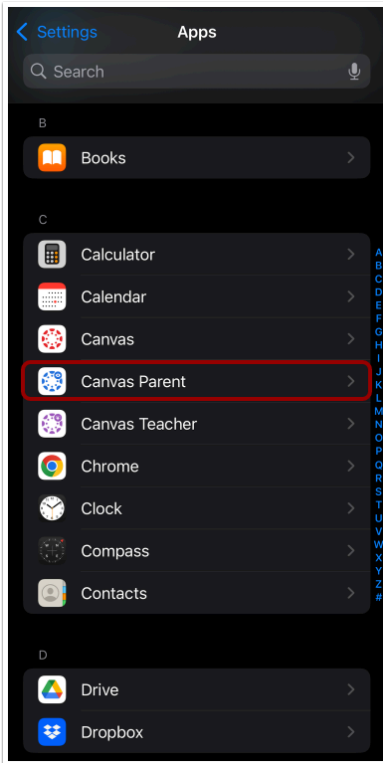 Settings
Apps
Search
B
Books
C
Calculator
Calendar
Canvas
Canvas Parent
Canvas Teacher
Chrome
Clock
Compass
Contacts
D
Drive
Dropbox
A
B
C
D
E
F
G
H
I
J
K
L
M
N
O
P
Q
R
S
T
U
V
W
X
Y
Z
#